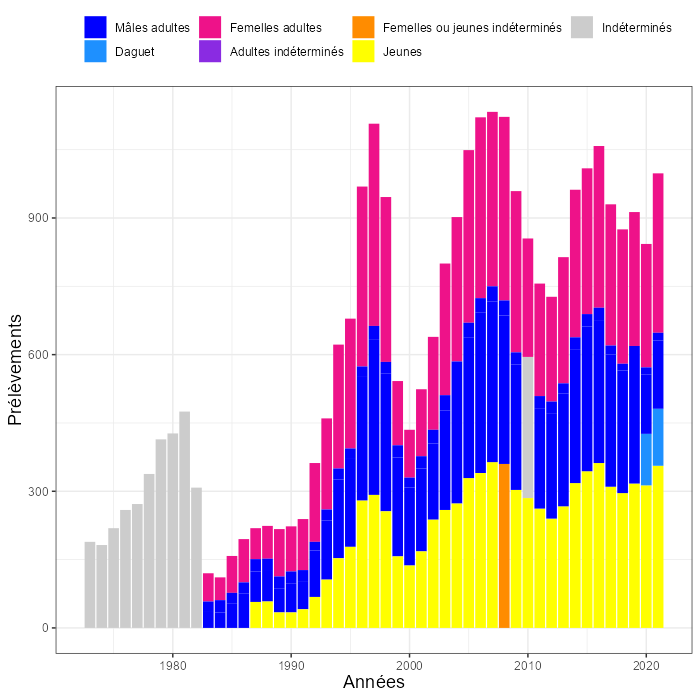 Mâles adultes Femelles adultes Femelles ou jeunes indéterminés Indéterminés
Daguet Adultes indéterminés Jeunes
900
600
300
0
Prélèvements
1980 1990 2000 2010 2020
Années